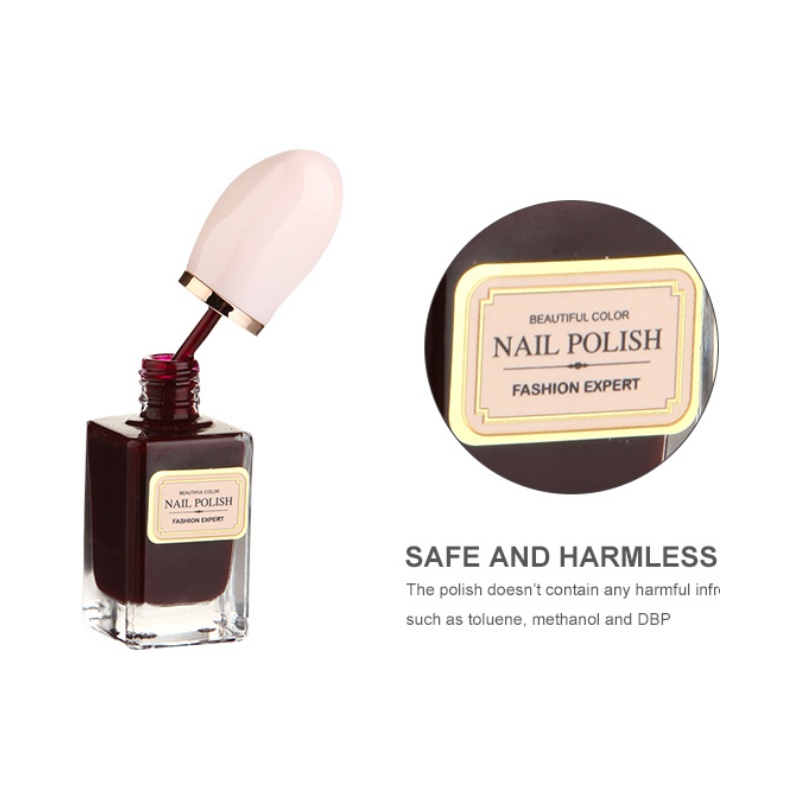 BEAUTIFUL COLOR
NAIL POLISH
FASHION EXPERT
BEAUTIFUL COLOR
NAIL POLISH
FASHION EXPERT
SAFE AND HARMLESS
The polish doesn't contain any harmful
such as toluene, methanol and DBP